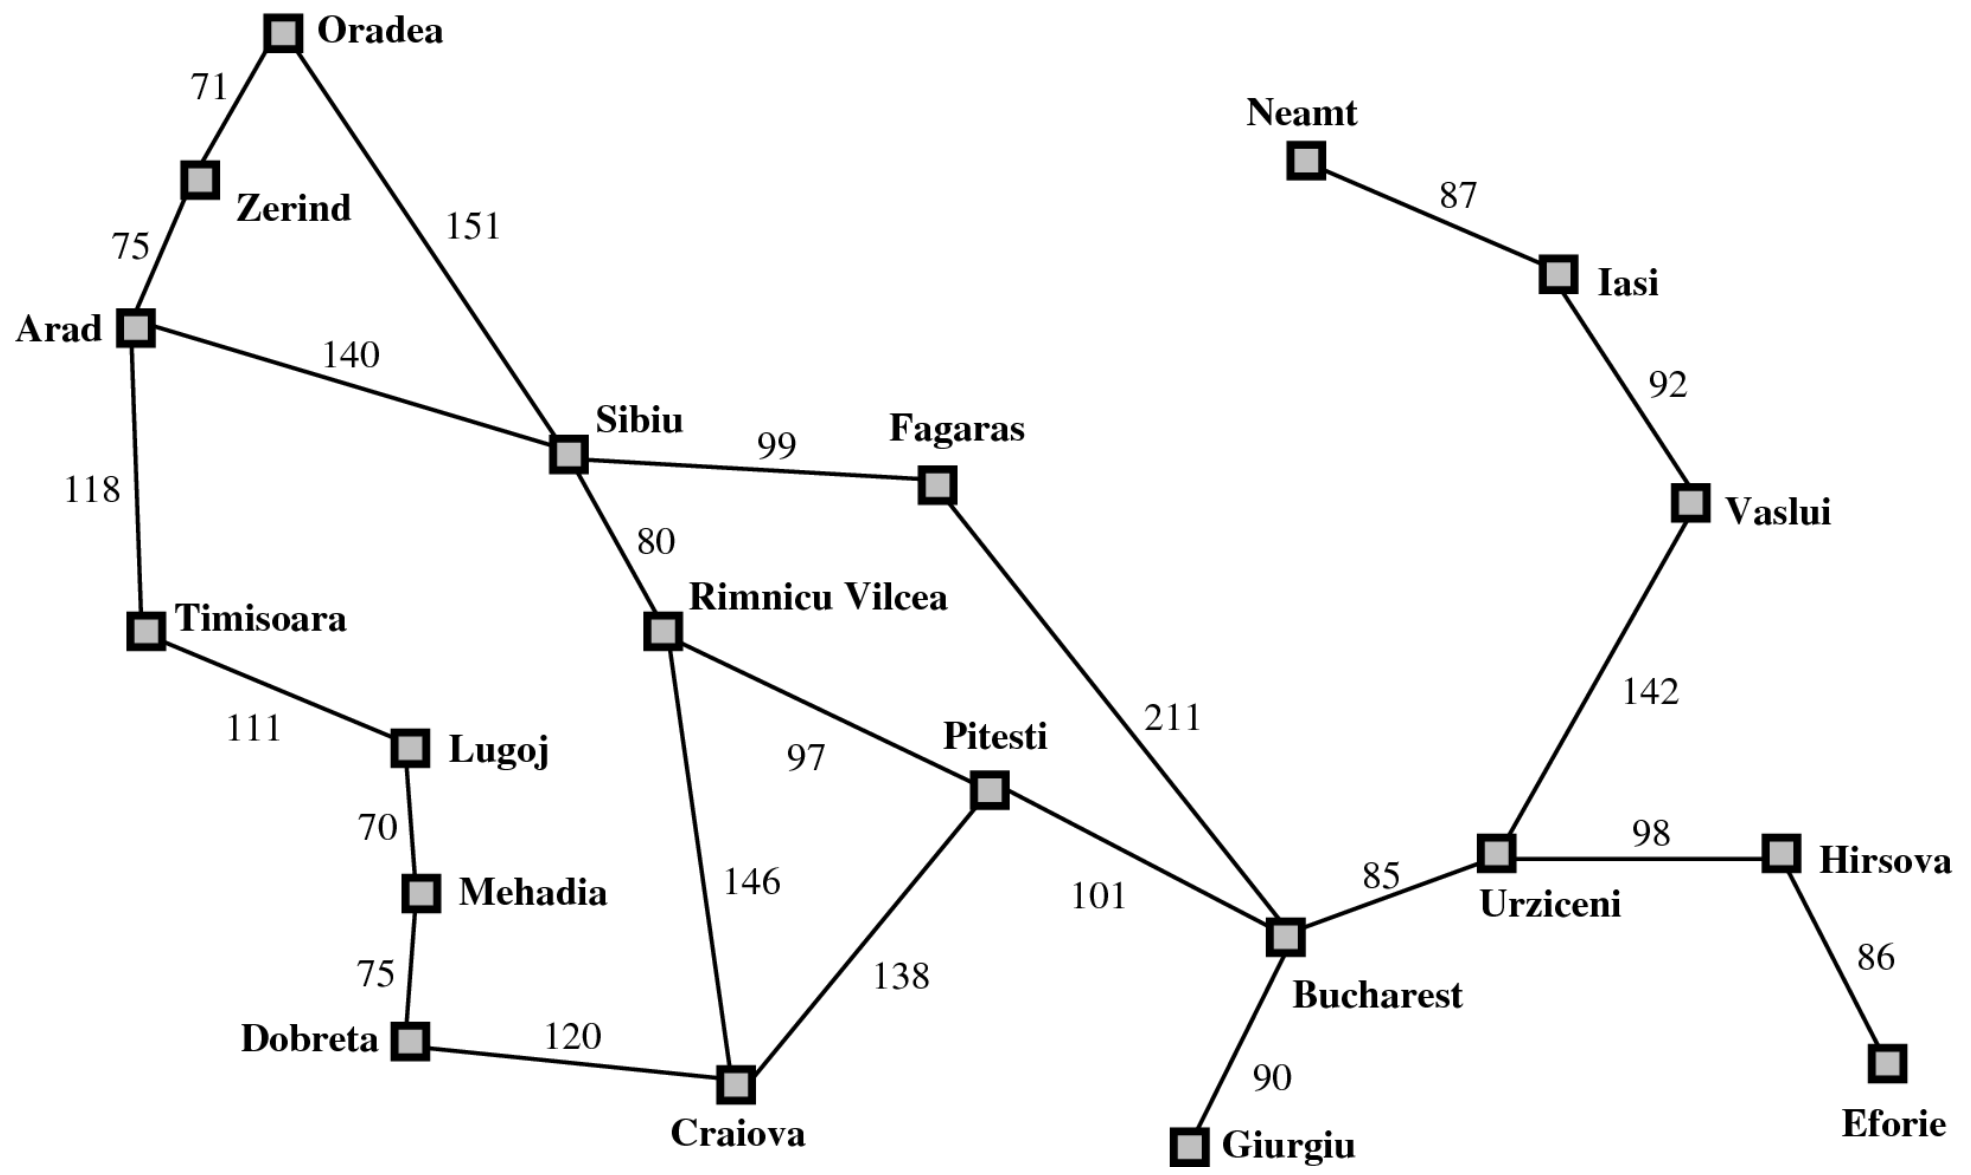 Oradea
71
Neamt
87
Zerind
151
75
Iasi
Arad
140
92
Sibiu
99
Fagaras
118
Vaslui
80
Rimnicu Vilcea
Timisoara
142
211
111
Lugoj
97
Pitesti
70
98
Hirsova
146
85
Mehadia
101
Urziceni
86
75
138
Bucharest
Dobreta
120
90
Eforie
Craiova
Giurgiu